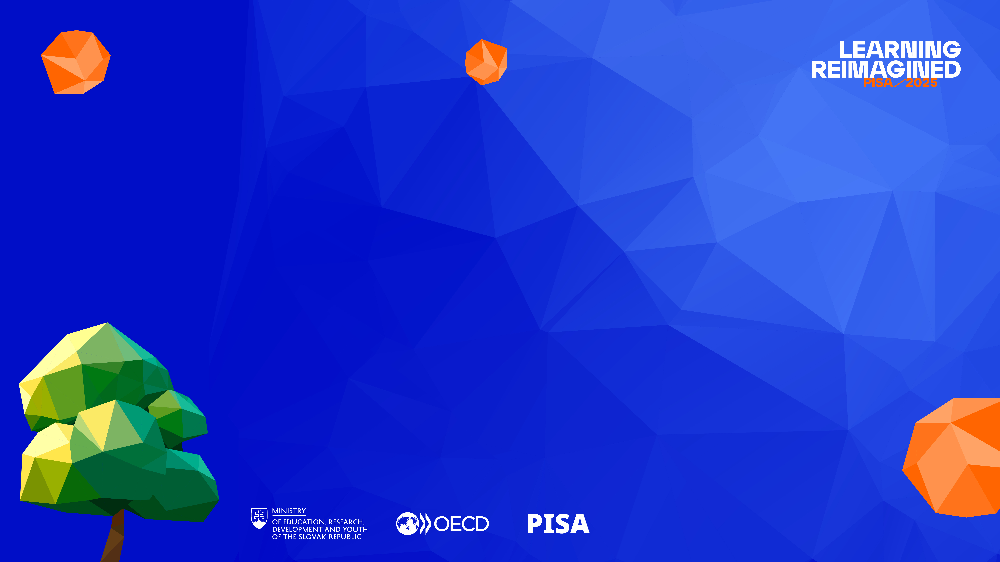 LEARNING
REIMAGINED
PISA/2025
MINISTRY
OF EDUCATION, RESEARCH,
DEVELOPMENT AND YOUTH
OF THE SLOVAK REPUBLIC
OECD
PISA